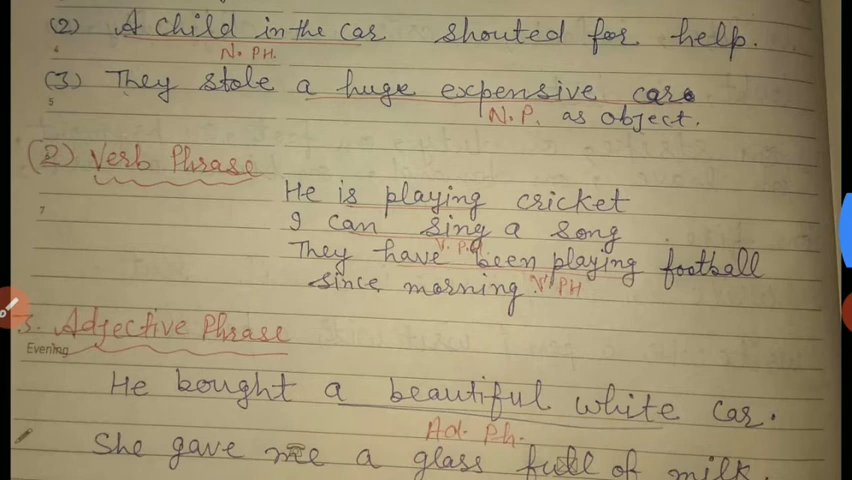 (2) A child in the car shouted for help.
N. PH.
(3) They stole a huge expensive car.
N.P. as object.
(2) Verb Phrase
He is playing cricket
I can sing a song
V. P.
They have been playing football
since morning. V. PH
3. Adjective Phrase
Evening
He bought a beautiful white car.
Ad. Ph.
She gave me a glass full of milk.